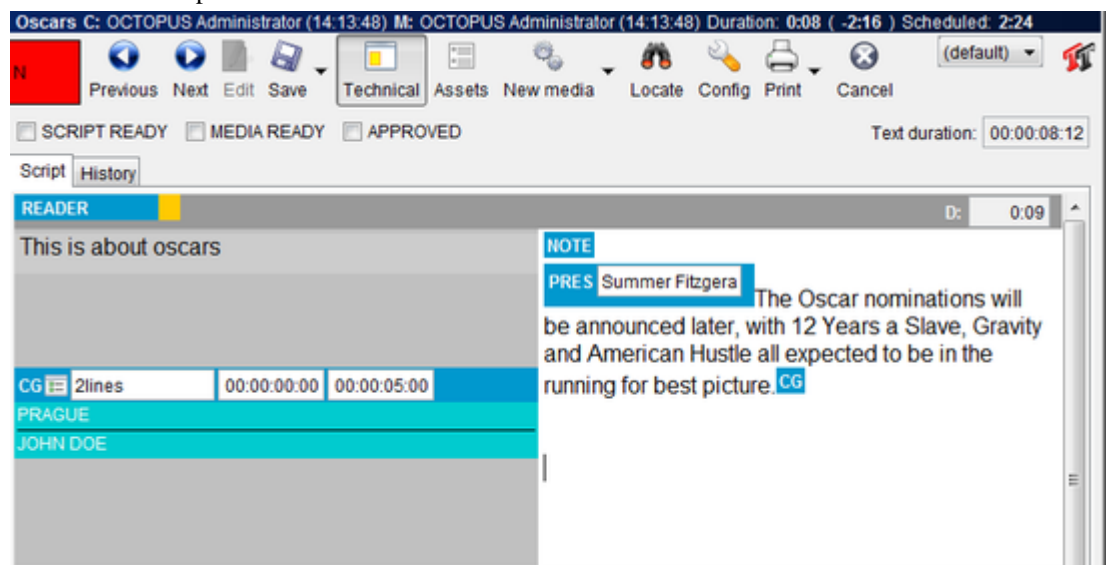 Oscars C: OCTOPUS Administrator (14:13:48) M: OCTOPUS Administrator (14:13:48) Duration: 0:08 ( -2:16 ) Scheduled: 2:24
N
Previous Next Edit Save Technical Assets New media Locate Config Print Cancel (default)
SCRIPT READY MEDIA READY APPROVED Text duration: 00:00:08:12
Script History
READER D: 0:09
This is about oscars
CG 2lines 00:00:00:00 00:00:05:00
PRAGUE
JOHN DOE
NOTE
PRES Summer Fitzgera The Oscar nominations will
be announced later, with 12 Years a Slave, Gravity
and American Hustle all expected to be in the
running for best picture. CG